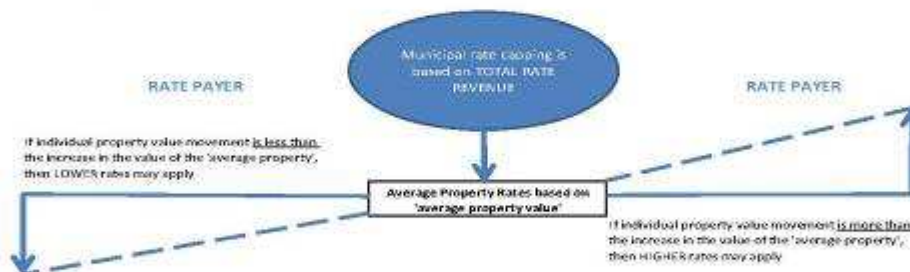 Municipal rate capping is
based on TOTAL RATE
REVENUE
RATE PAYER
RATE PAYER
If individual property value movement is less than
the increase in the value of the 'average property',
then LOWER rates may apply
Average Property Rates based on
'average property value'
If individual property value movement is more than
the increase in the value of the 'average property',
then HIGHER rates may apply